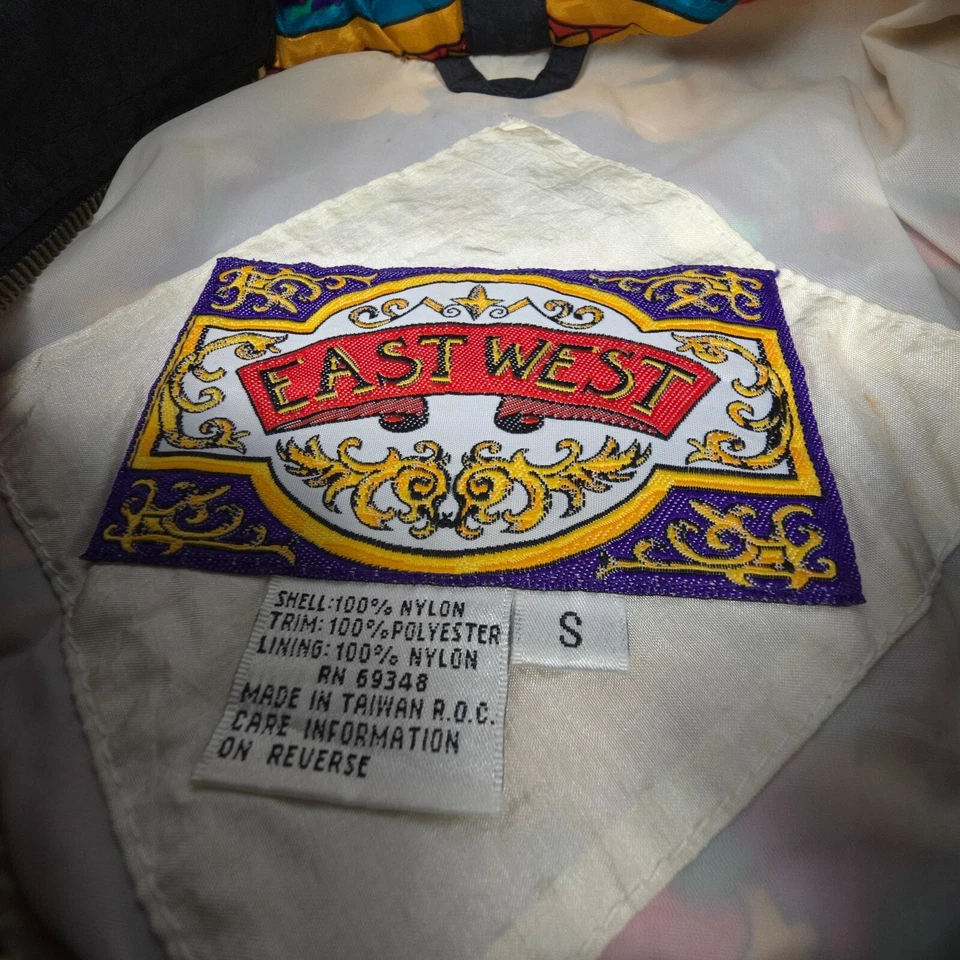 EAST WEST
SHELL:100% NYLON
TRIM: 100% POLYESTER
LINING: 100% NYLON
RN 69348
MADE IN TAIWAN R.O.C.
CARE INFORMATION
ON REVERSE
S